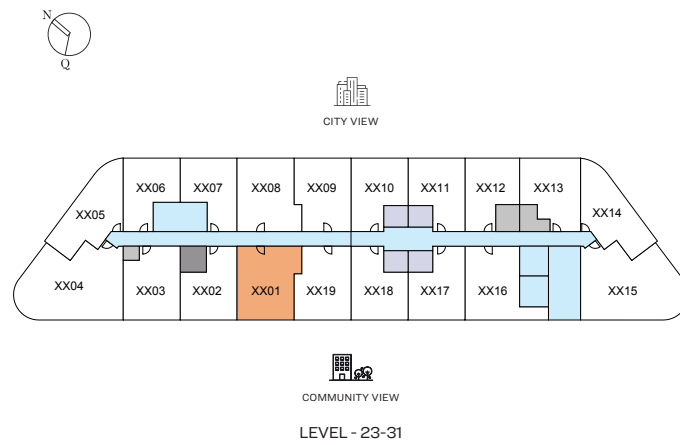 N
Q
CITY VIEW
XX06 XX07 XX08 XX09 XX10 XX11 XX12 XX13
XX05 XX14
XX04 XX03 XX02 XX01 XX19 XX18 XX17 XX16 XX15
COMMUNITY VIEW
LEVEL - 23-31